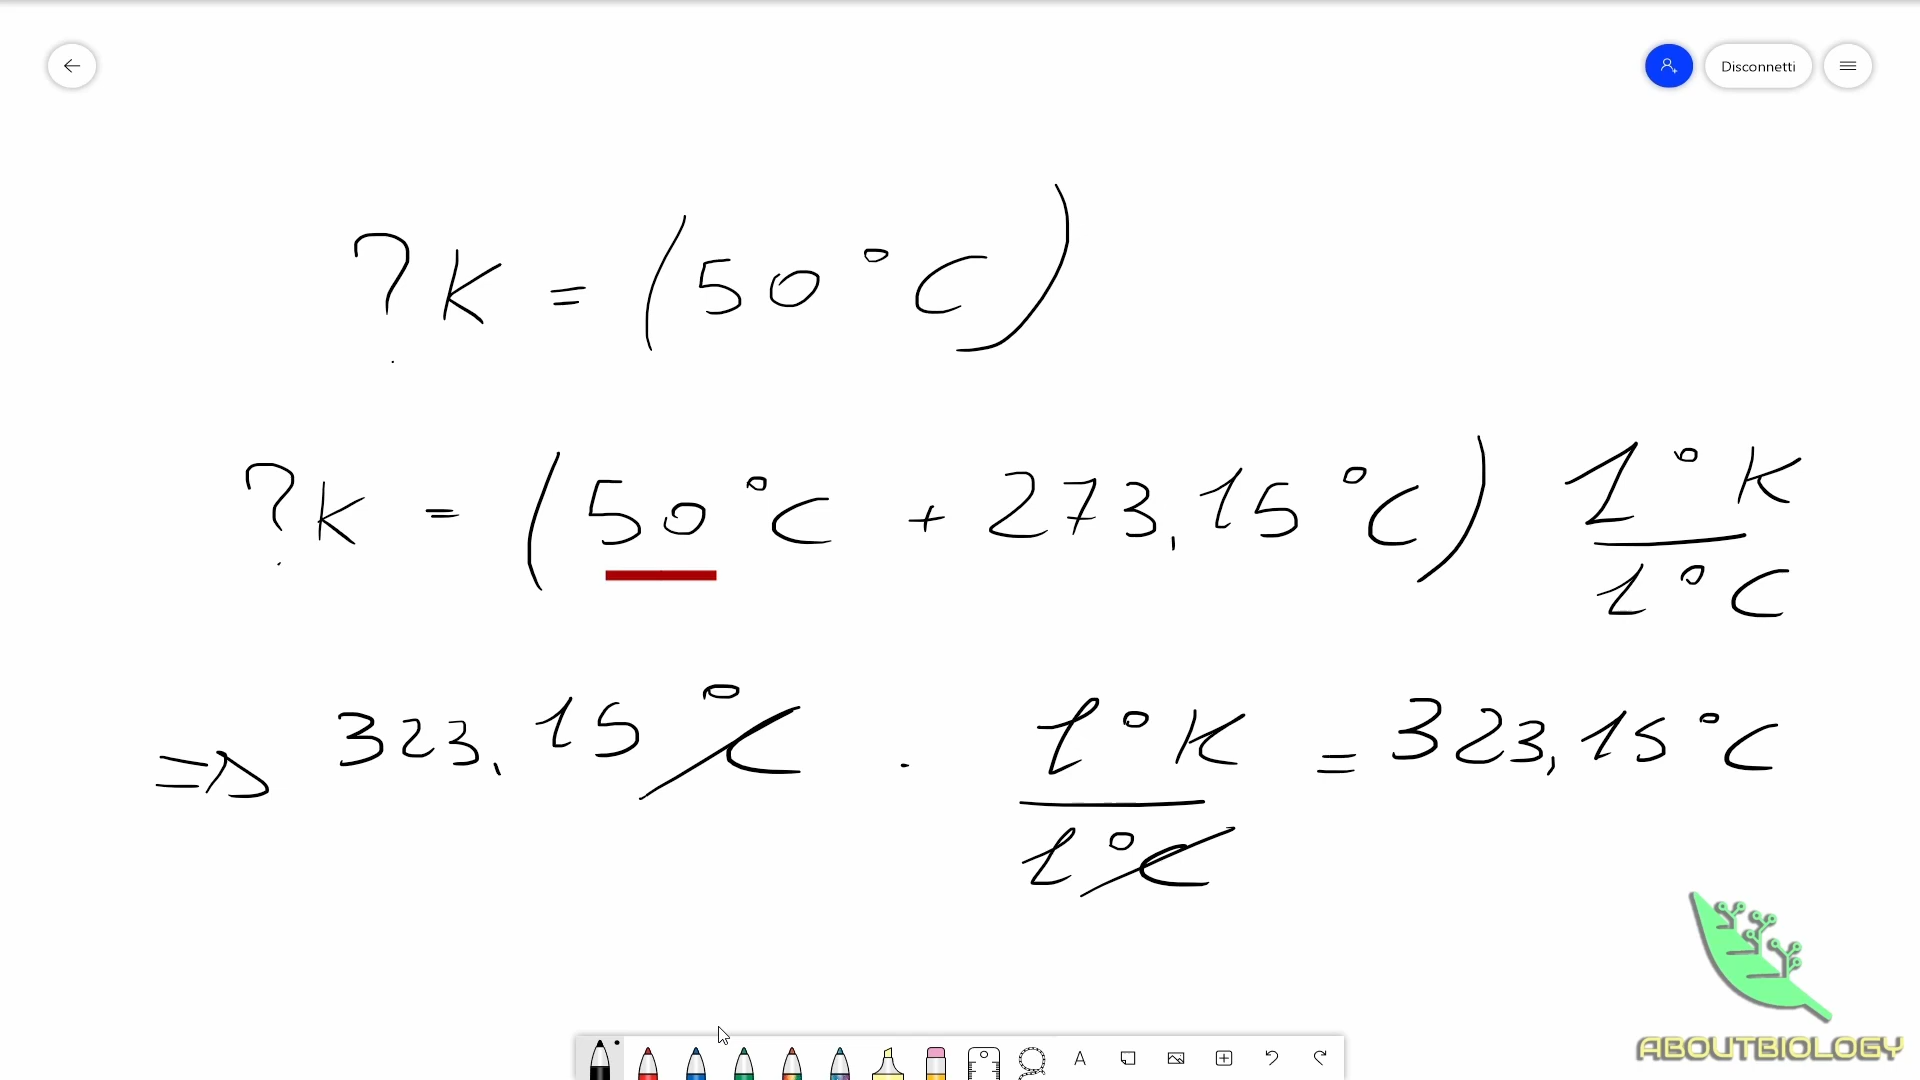 Disconnetti
?K = (50 °C)
?K = (50 °C + 273,15 °C) 1 °K / 1 °C
=> 323,15 °C · 1 °K / 1 °C = 323,15 °C
A
ABOUTBIOLOGY